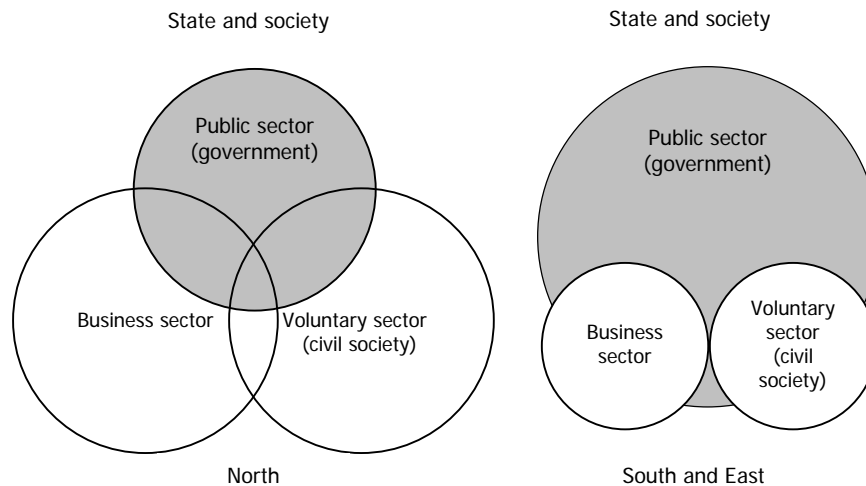 State and society
Public sector
(government)
Business sector
Voluntary sector
(civil society)
North
State and society
Public sector
(government)
Business
sector
Voluntary
sector
(civil
society)
South and East